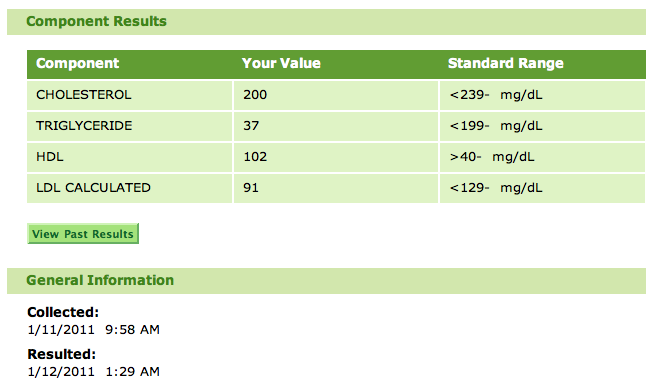 Component Results
Component Your Value Standard Range
CHOLESTEROL 200 <239- mg/dL
TRIGLYCERIDE 37 <199- mg/dL
HDL 102 >40- mg/dL
LDL CALCULATED 91 <129- mg/dL
View Past Results
General Information
Collected:
1/11/2011 9:58 AM
Resulted:
1/12/2011 1:29 AM